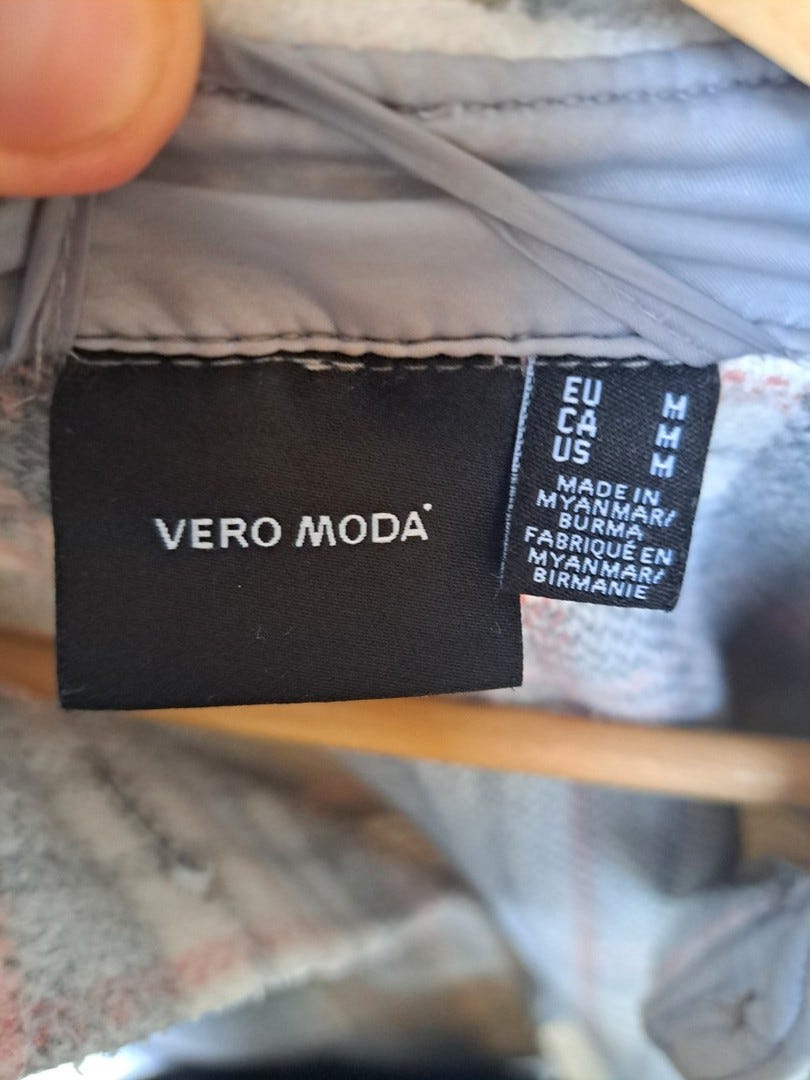 VERO MODA
EU M
CA M
US M
MADE IN
MYANMAR/
BURMA
FABRIQUÉ EN
MYANMAR/
BIRMANIE